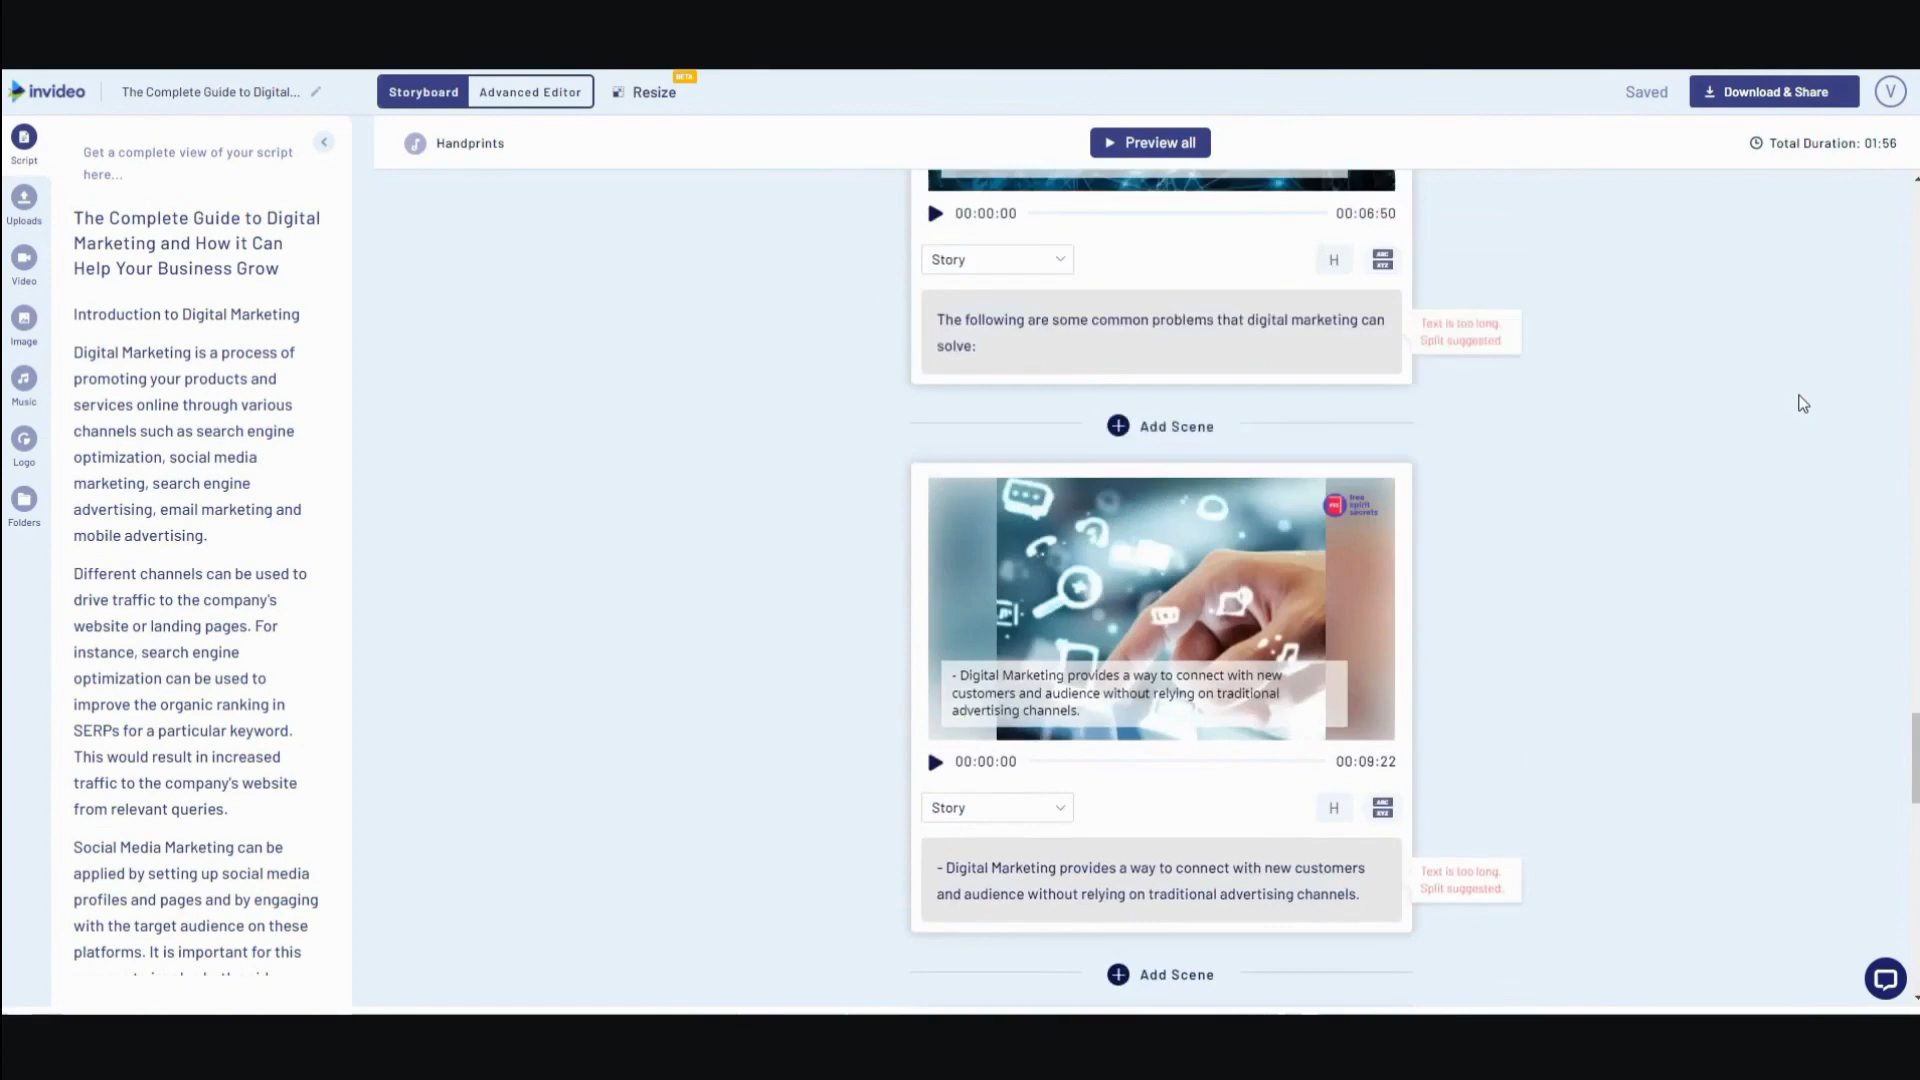 invideo
The Complete Guide to Digital...
Storyboard
Advanced Editor
Resize
BETA
Saved
Download & Share
V
Script
Uploads
Video
Image
Music
Logo
Folders
Get a complete view of your script
here...
The Complete Guide to Digital
Marketing and How it Can
Help Your Business Grow
Introduction to Digital Marketing
Digital Marketing is a process of
promoting your products and
services online through various
channels such as search engine
optimization, social media
marketing, search engine
advertising, email marketing and
mobile advertising.
Different channels can be used to
drive traffic to the company's
website or landing pages. For
instance, search engine
optimization can be used to
improve the organic ranking in
SERPs for a particular keyword.
This would result in increased
traffic to the company's website
from relevant queries.
Social Media Marketing can be
applied by setting up social media
profiles and pages and by engaging
with the target audience on these
platforms. It is important for this
Handprints
Preview all
Total Duration: 01:56
00:00:00
00:06:50
Story
H
ABC
XYZ
The following are some common problems that digital marketing can
solve:
Text is too long.
Split suggested.
Add Scene
free
spirit
secrets
- Digital Marketing provides a way to connect with new
customers and audience without relying on traditional
advertising channels.
00:00:00
00:09:22
Story
H
ABC
XYZ
- Digital Marketing provides a way to connect with new customers
and audience without relying on traditional advertising channels.
Text is too long.
Split suggested.
Add Scene